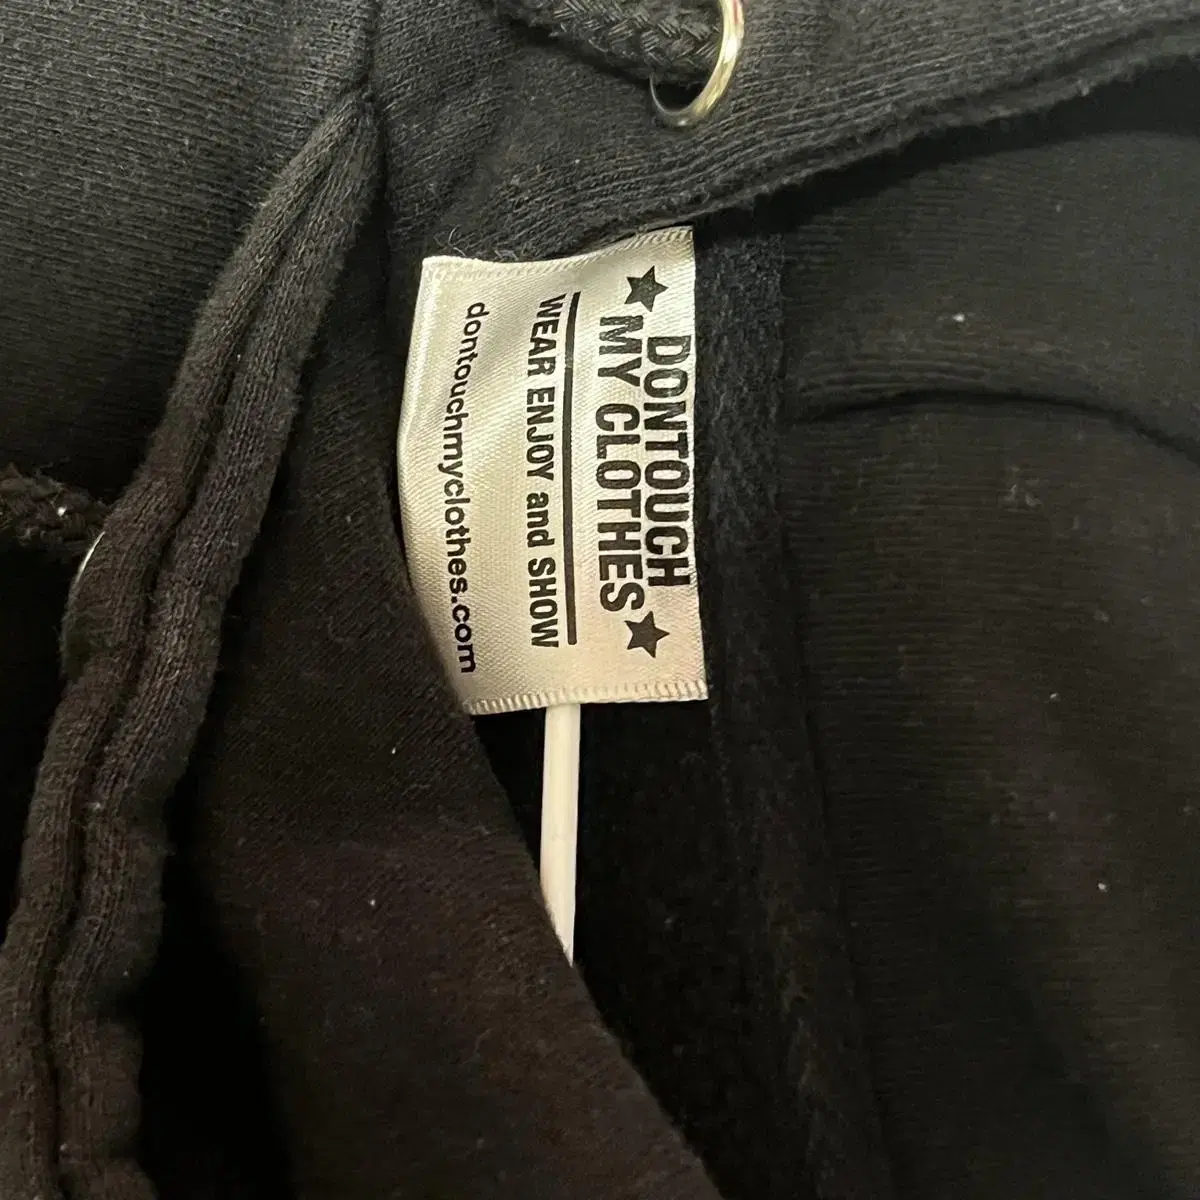 ★ DONTOUCH
MY CLOTHES ★
WEAR ENJOY and SHOW
dontouchmyclothes.com